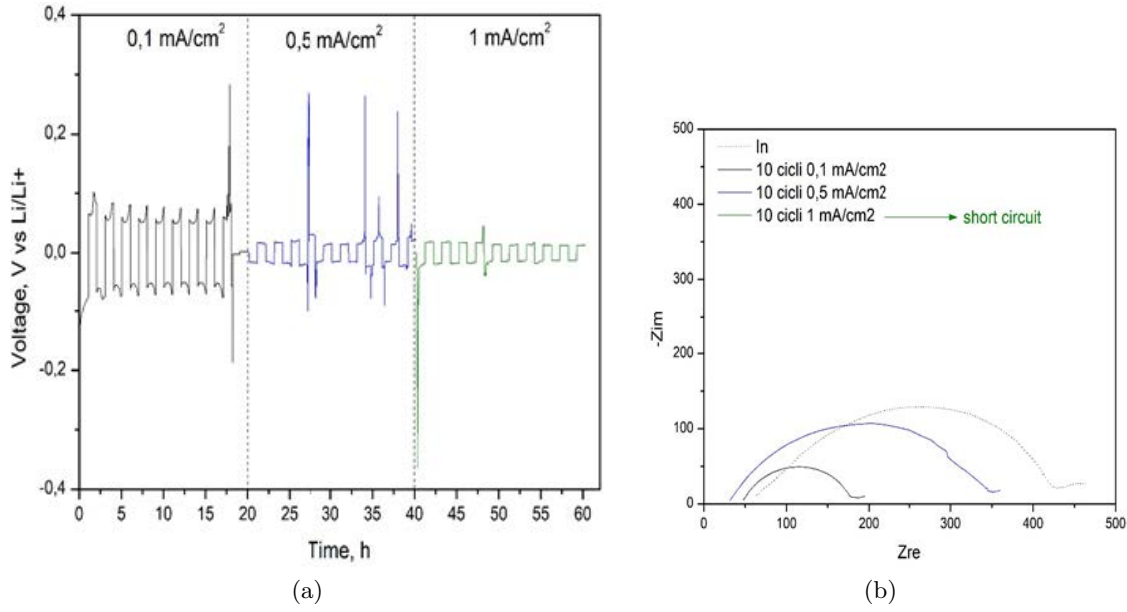 0,1 mA/cm²
0,5 mA/cm²
1 mA/cm²
0,4
0,2
0,0
-0,2
-0,4
Voltage, V vs Li/Li+
0 5 10 15 20 25 30 35 40 45 50 55 60
Time, h
(a)
In
10 cicli 0,1 mA/cm2
10 cicli 0,5 mA/cm2
10 cicli 1 mA/cm2 short circuit
500
400
300
200
100
0
-Zim
0 100 200 300 400 500
Zre
(b)